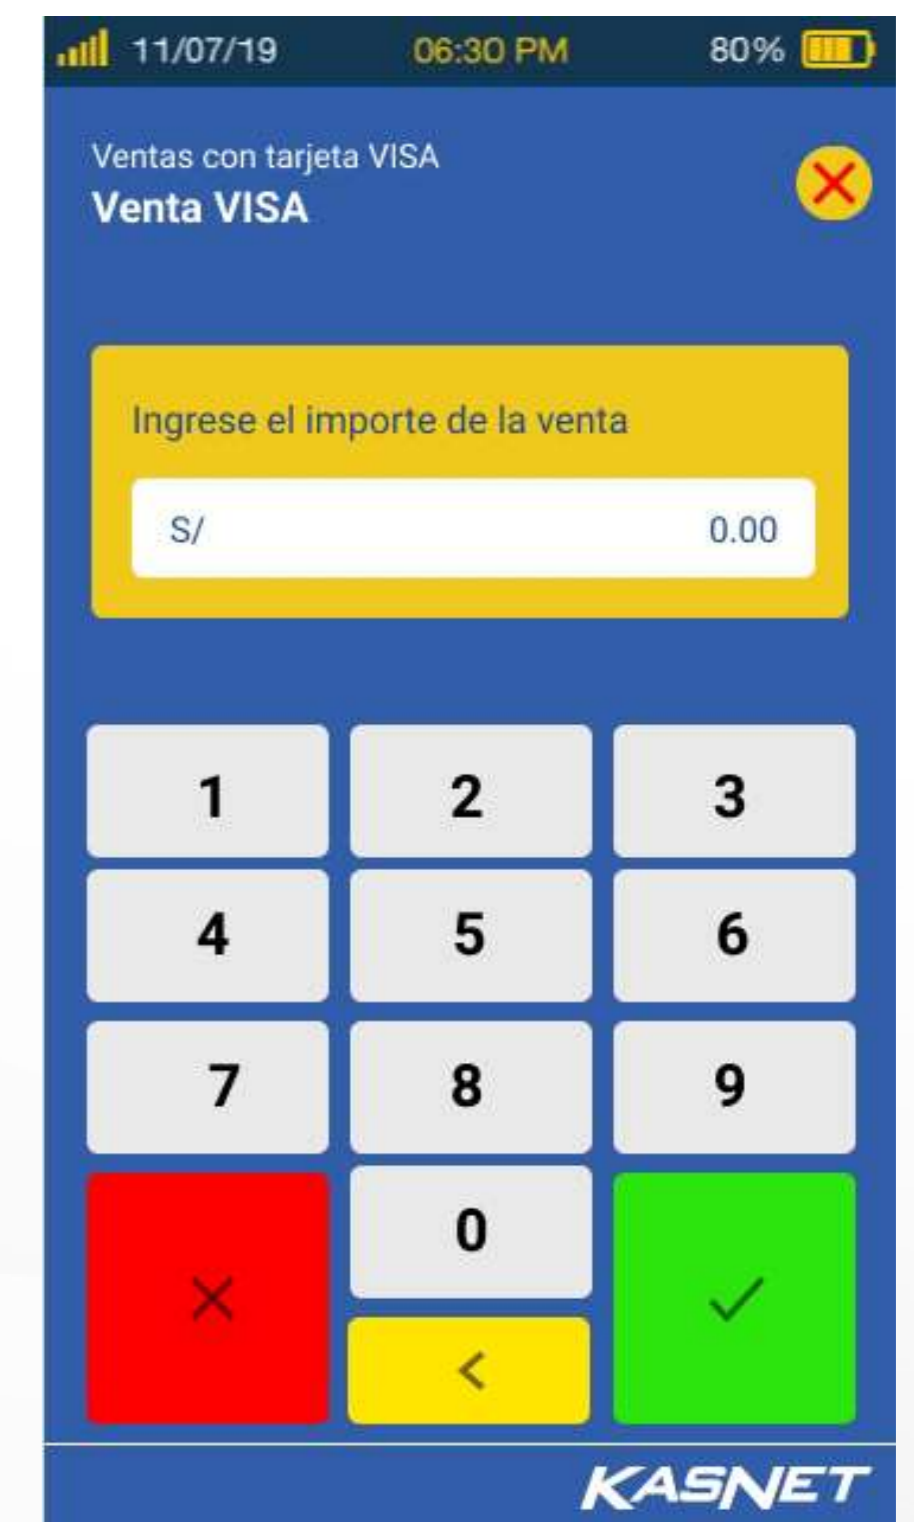 11/07/19 06:30 PM 80%
Ventas con tarjeta VISA
Venta VISA
Ingrese el importe de la venta
S/ 0.00
1 2 3
4 5 6
7 8 9
0
<
KASNET